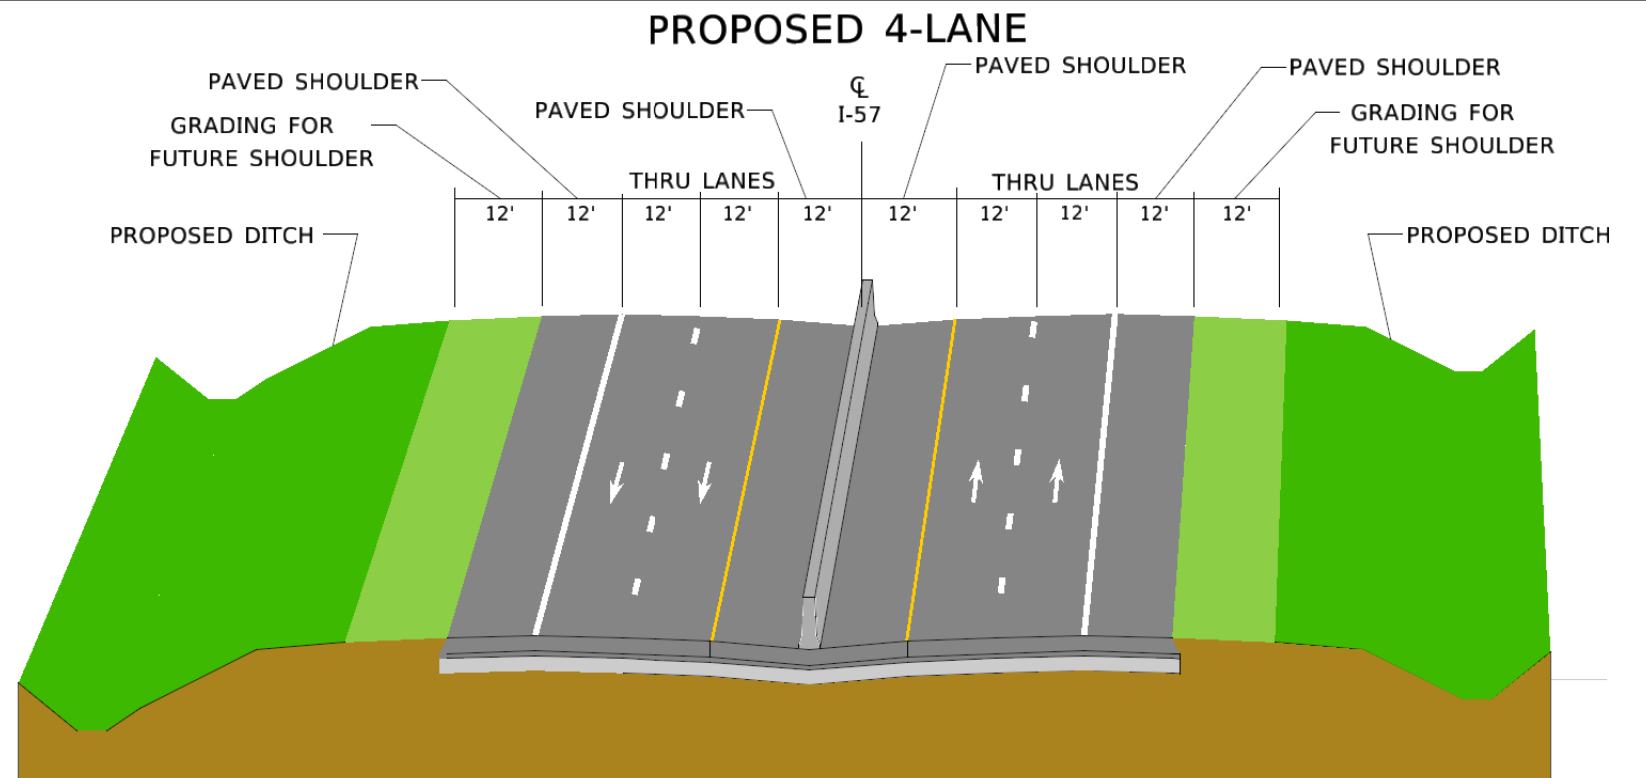 PROPOSED 4-LANE
PAVED SHOULDER
PAVED SHOULDER
PAVED SHOULDER
PAVED SHOULDER
℄
I-57
GRADING FOR
FUTURE SHOULDER
GRADING FOR
FUTURE SHOULDER
THRU LANES
THRU LANES
12' 12' 12' 12' 12' 12' 12' 12' 12' 12'
PROPOSED DITCH
PROPOSED DITCH